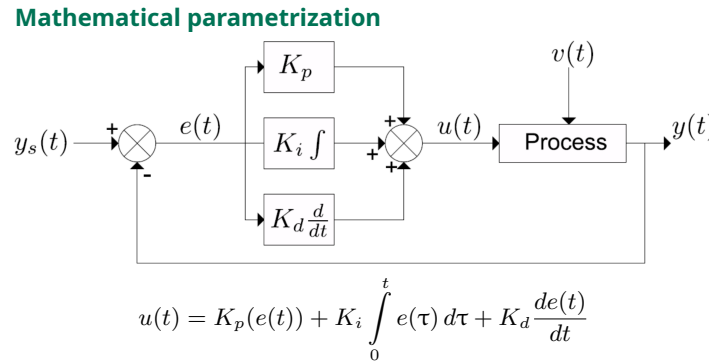 Mathematical parametrization
K_p
v(t)
y_s(t)
+
-
e(t)
K_i ∫
+
+
+
u(t)
Process
y(t)
K_d d/dt
u(t) = K_p(e(t)) + K_i ∫_0^t e(τ) dτ + K_d de(t)/dt